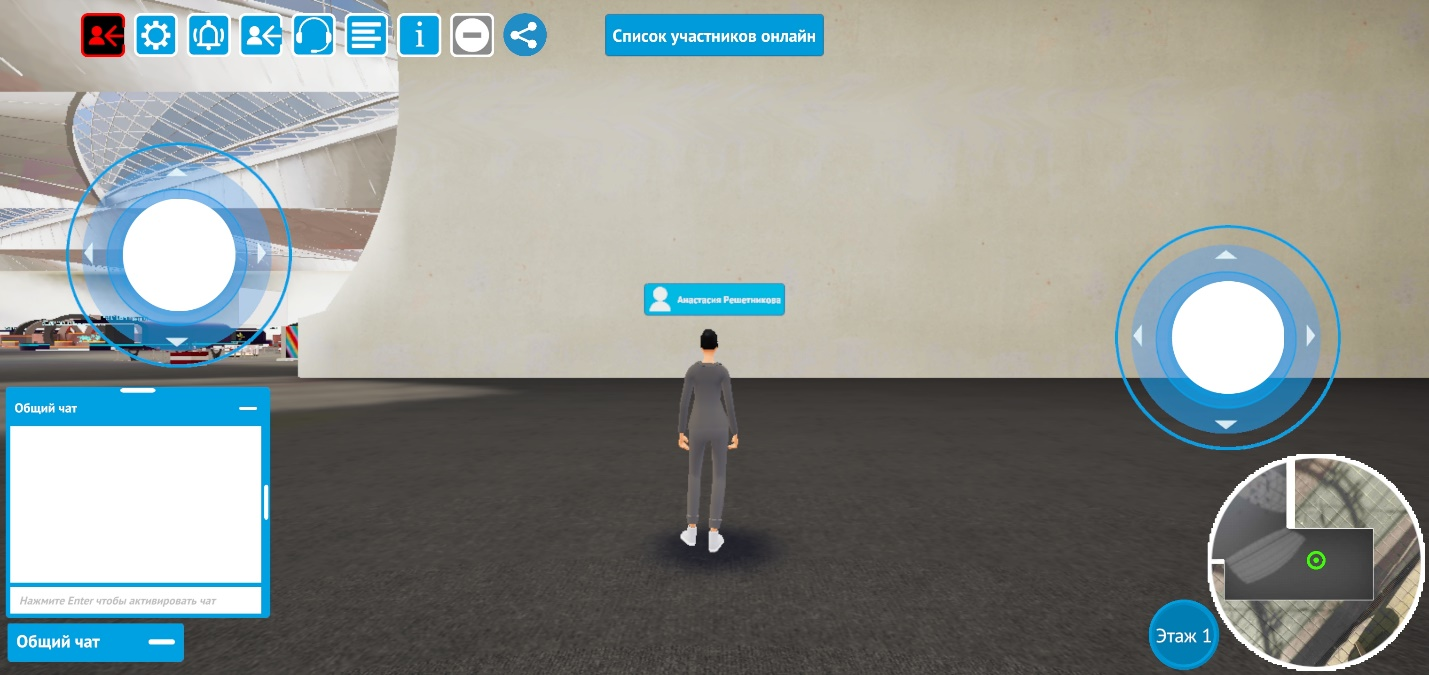 Список участников онлайн
Анастасия Решетникова
Общий чат
Нажмите Enter чтобы активировать чат
Общий чат
Этаж 1